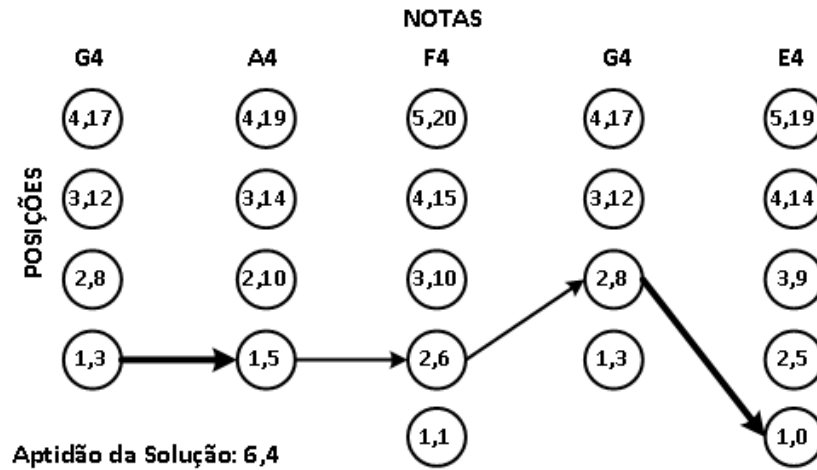 NOTAS
G4 A4 F4 G4 E4
4,17 4,19 5,20 4,17 5,19
3,12 3,14 4,15 3,12 4,14
POSIÇÕES
2,8 2,10 3,10 2,8 3,9
1,3 1,5 2,6 1,3 2,5
1,1 1,0
Aptidão da Solução: 6,4